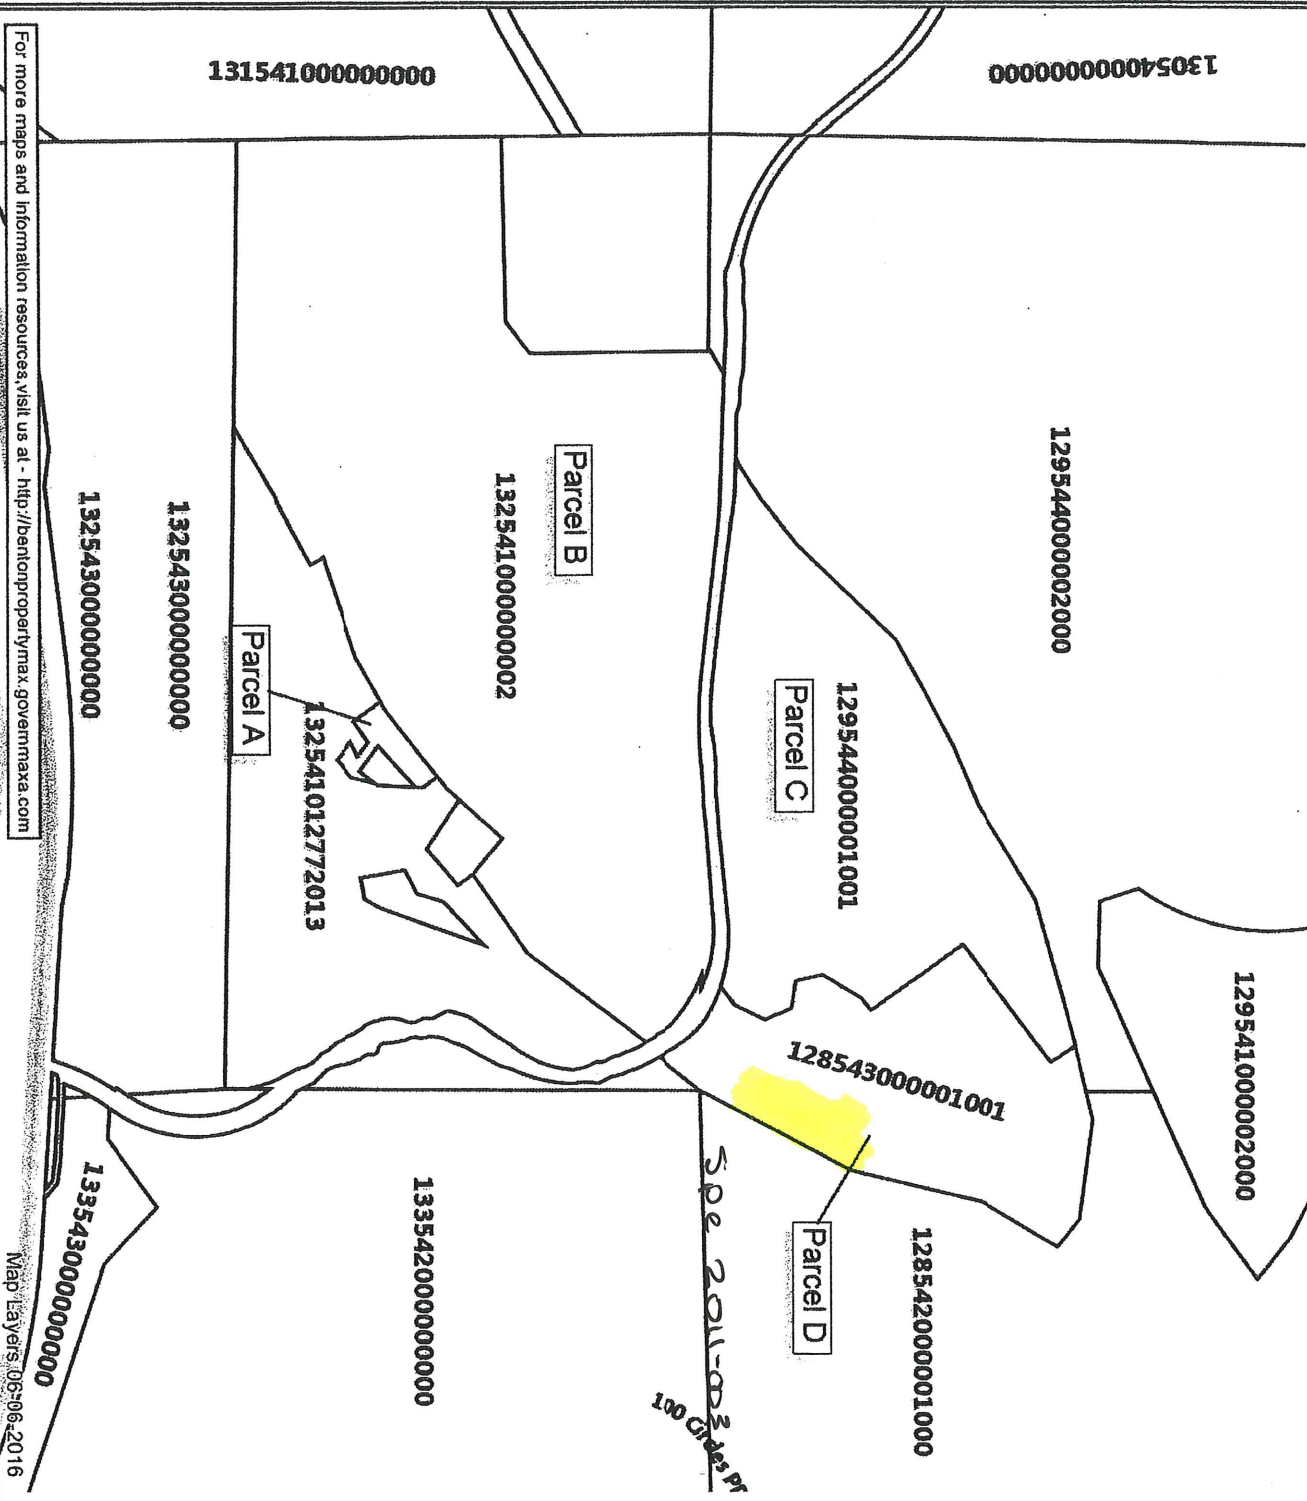 131541000000000
130540000000000
129544000002000
Parcel B
132541000000002
129544000001001
Parcel C
132543000000000
132543000000000
Parcel A
132541012772013
129541000002000
128543000001001
Parcel D
128542000001000
133542000000000
133543000000000
Spe 2011-003
100 Circles Pr
For more maps and information resources,visit us at - http://bentonpropertymax.governmaxa.com
Map Layers 06-06-2016